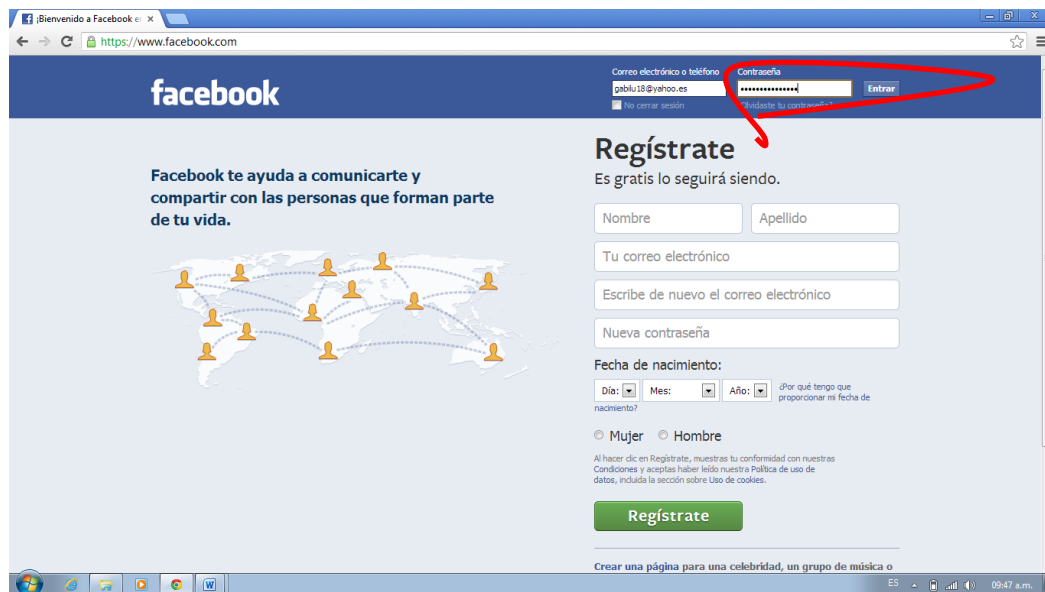 ¡Bienvenido a Facebook en
https://www.facebook.com
facebook
Correo electrónico o teléfono
Contraseña
gabilu18@yahoo.es
•••••••••••••••
Entrar
No cerrar sesión
¿Olvidaste tu contraseña?
Facebook te ayuda a comunicarte y
compartir con las personas que forman parte
de tu vida.
Regístrate
Es gratis lo seguirá siendo.
Nombre
Apellido
Tu correo electrónico
Escribe de nuevo el correo electrónico
Nueva contraseña
Fecha de nacimiento:
Día:
Mes:
Año:
¿Por qué tengo que
proporcionar mi fecha de
nacimiento?
Mujer
Hombre
Al hacer clic en Regístrate, muestras tu conformidad con nuestras
Condiciones y aceptas haber leído nuestra Política de uso de
datos, incluida la sección sobre Uso de cookies.
Regístrate
Crear una página para una celebridad, un grupo de música o
ES
09:47 a.m.